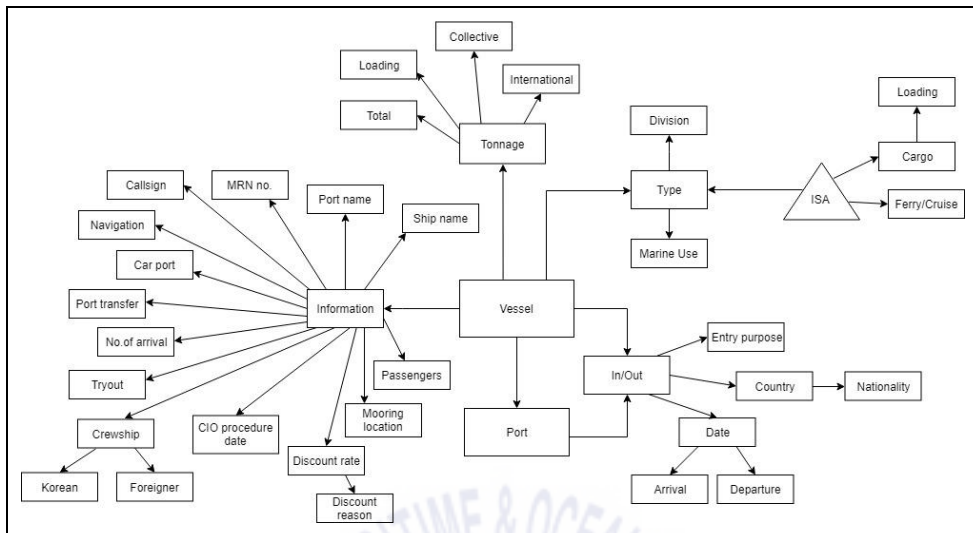 Collective
Loading
International
Total
Tonnage
Division
Loading
Cargo
Type
ISA
Ferry/Cruise
Marine Use
Callsign
MRN no.
Port name
Ship name
Navigation
Car port
Port transfer
Information
Vessel
No.of arrival
Tryout
Passengers
Entry purpose
In/Out
Country
Nationality
Crewship
CIO procedure
date
Mooring
location
Port
Date
Discount rate
Korean
Foreigner
Discount
reason
Arrival
Departure
TIME & OCEA